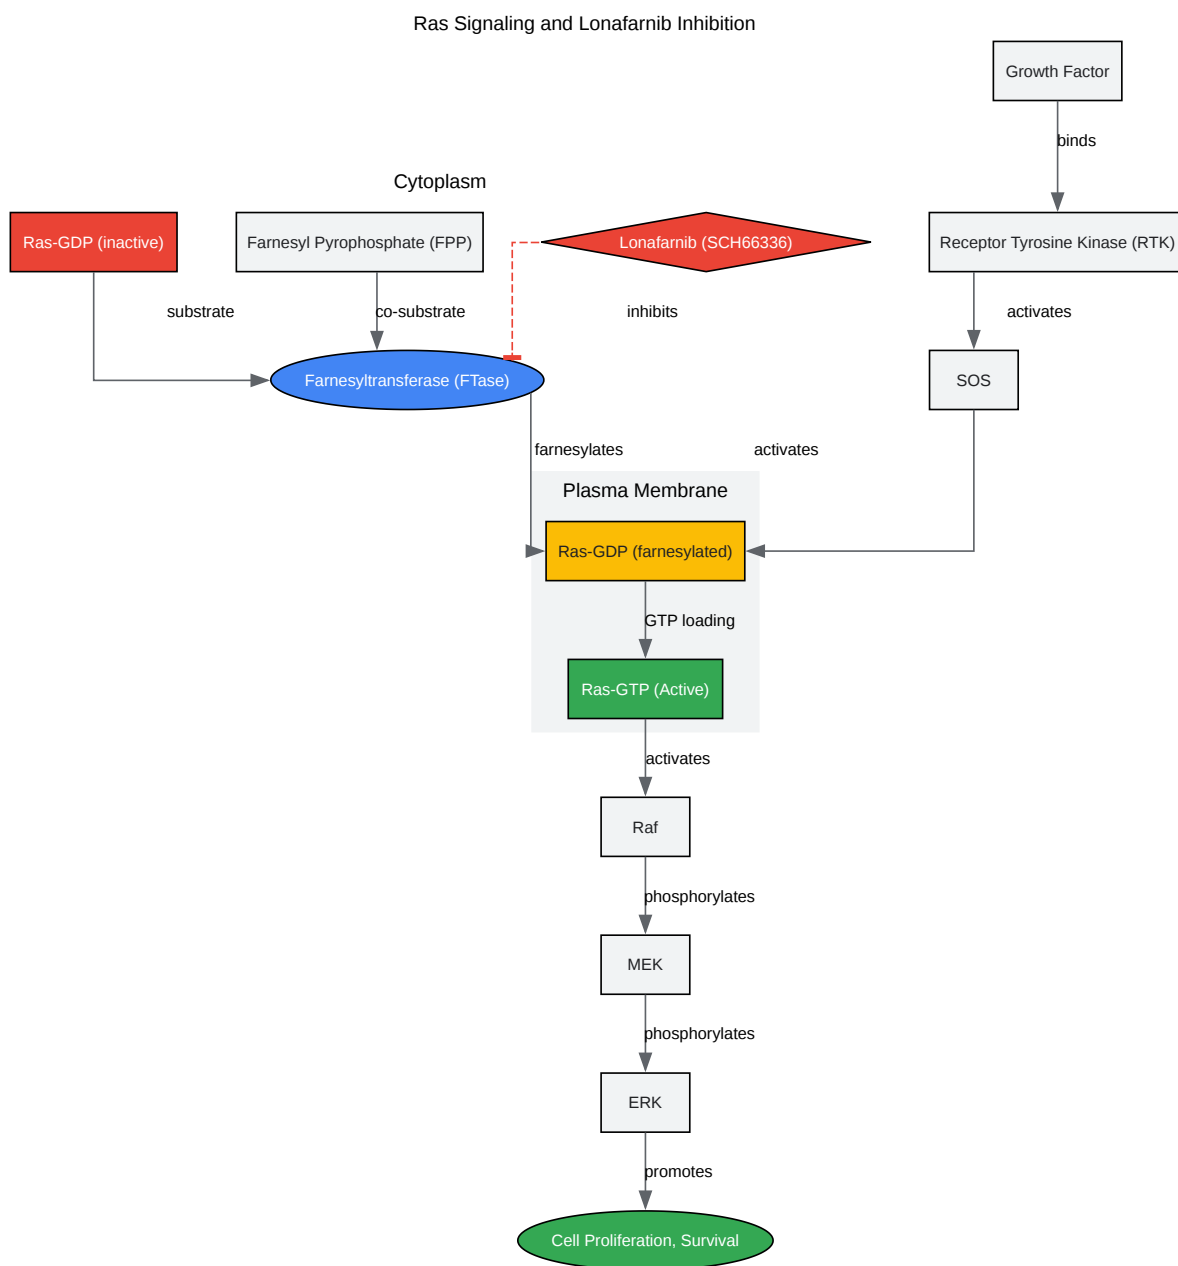 Ras Signaling and Lonafarnib Inhibition
Growth Factor
binds
Cytoplasm
Ras-GDP (inactive)
Farnesyl Pyrophosphate (FPP)
Lonafarnib (SCH66336)
Receptor Tyrosine Kinase (RTK)
substrate
co-substrate
inhibits
activates
Farnesyltransferase (FTase)
SOS
farnesylates
activates
Plasma Membrane
Ras-GDP (farnesylated)
GTP loading
Ras-GTP (Active)
activates
Raf
phosphorylates
MEK
phosphorylates
ERK
promotes
Cell Proliferation, Survival